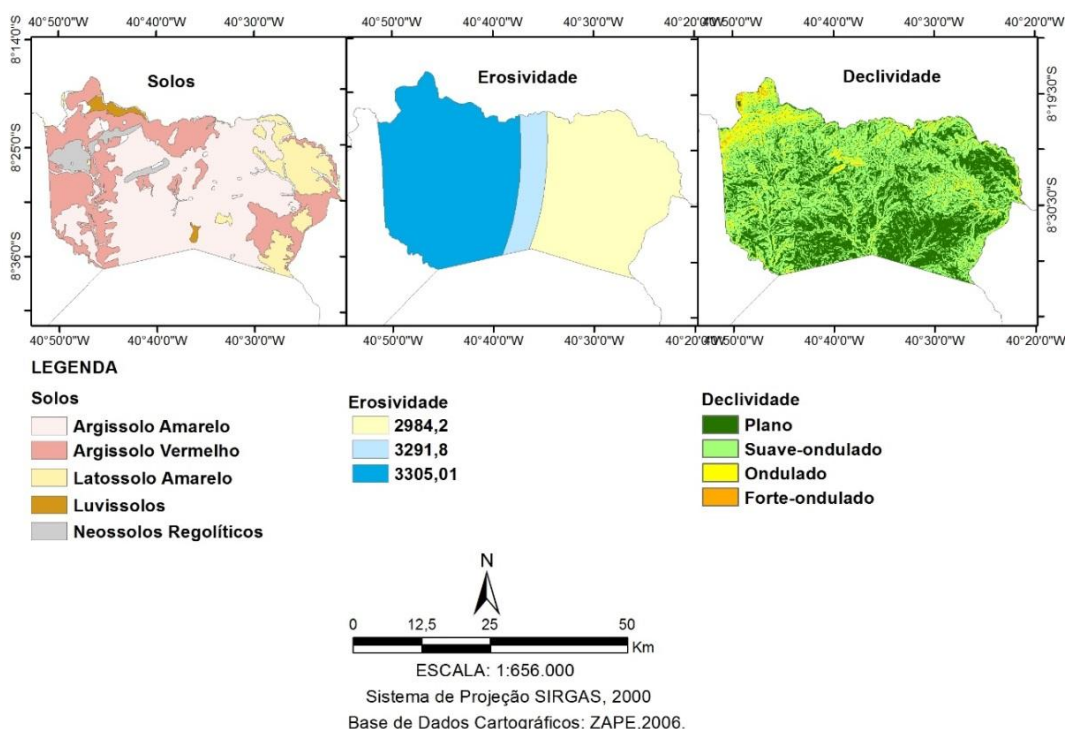 40°50'0"W 40°40'0"W 40°30'0"W 40°50'0"W 40°40'0"W 40°30'0"W 40°20'0"W 40°50'0"W 40°40'0"W 40°30'0"W 40°20'0"W
8°14'0"S
8°25'0"S
8°36'0"S
Solos
Erosividade
Declividade
8°19'30"S
8°30'30"S
40°50'0"W 40°40'0"W 40°30'0"W 40°50'0"W 40°40'0"W 40°30'0"W 40°20'0"W 40°50'0"W 40°40'0"W 40°30'0"W 40°20'0"W
LEGENDA
Solos
Argissolo Amarelo
Argissolo Vermelho
Latossolo Amarelo
Luvissolos
Neossolos Regolíticos
Erosividade
2984,2
3291,8
3305,01
Declividade
Plano
Suave-ondulado
Ondulado
Forte-ondulado
N
0 12,5 25 50
Km
ESCALA: 1:656.000
Sistema de Projeção SIRGAS, 2000
Base de Dados Cartográficos: ZAPE,2006.